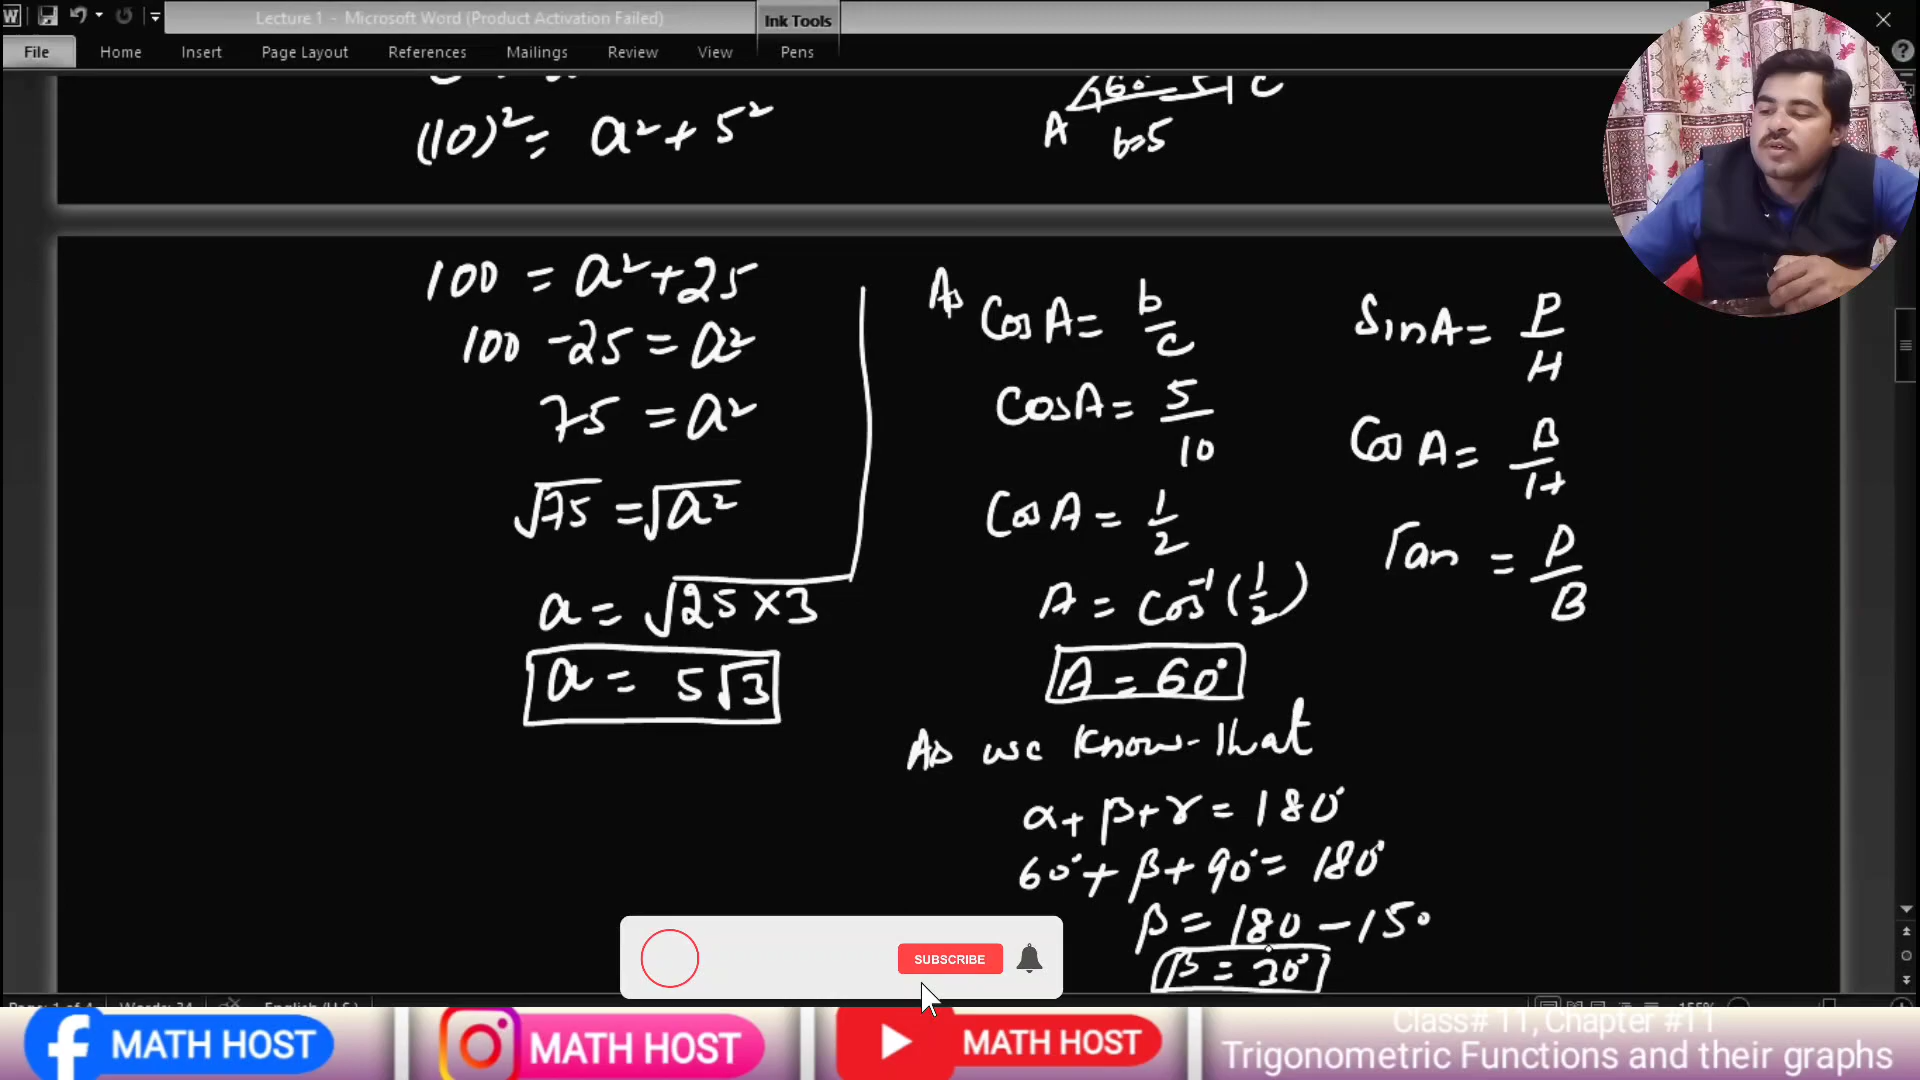 Lecture 1 - Microsoft Word (Product Activation Failed)
Ink Tools
File Home Insert Page Layout References Mailings Review View Pens
(10)² = a² + 5²
60°
C
A
b=5
100 = a² + 25
100 - 25 = a²
75 = a²
√75 = √a²
a = √25 × 3
a = 5√3
As Cos A = b/c
Cos A = 5/10
Cos A = 1/2
A = Cos⁻¹(1/2)
A = 60°
Sin A = P/H
Cos A = B/H
Tan = P/B
As we know that
α + β + γ = 180°
60° + β + 90° = 180°
β = 180 - 150
β = 30°
SUBSCRIBE
155%
MATH HOST
MATH HOST
MATH HOST
Class# 11, Chapter #11
Trigonometric Functions and their graphs